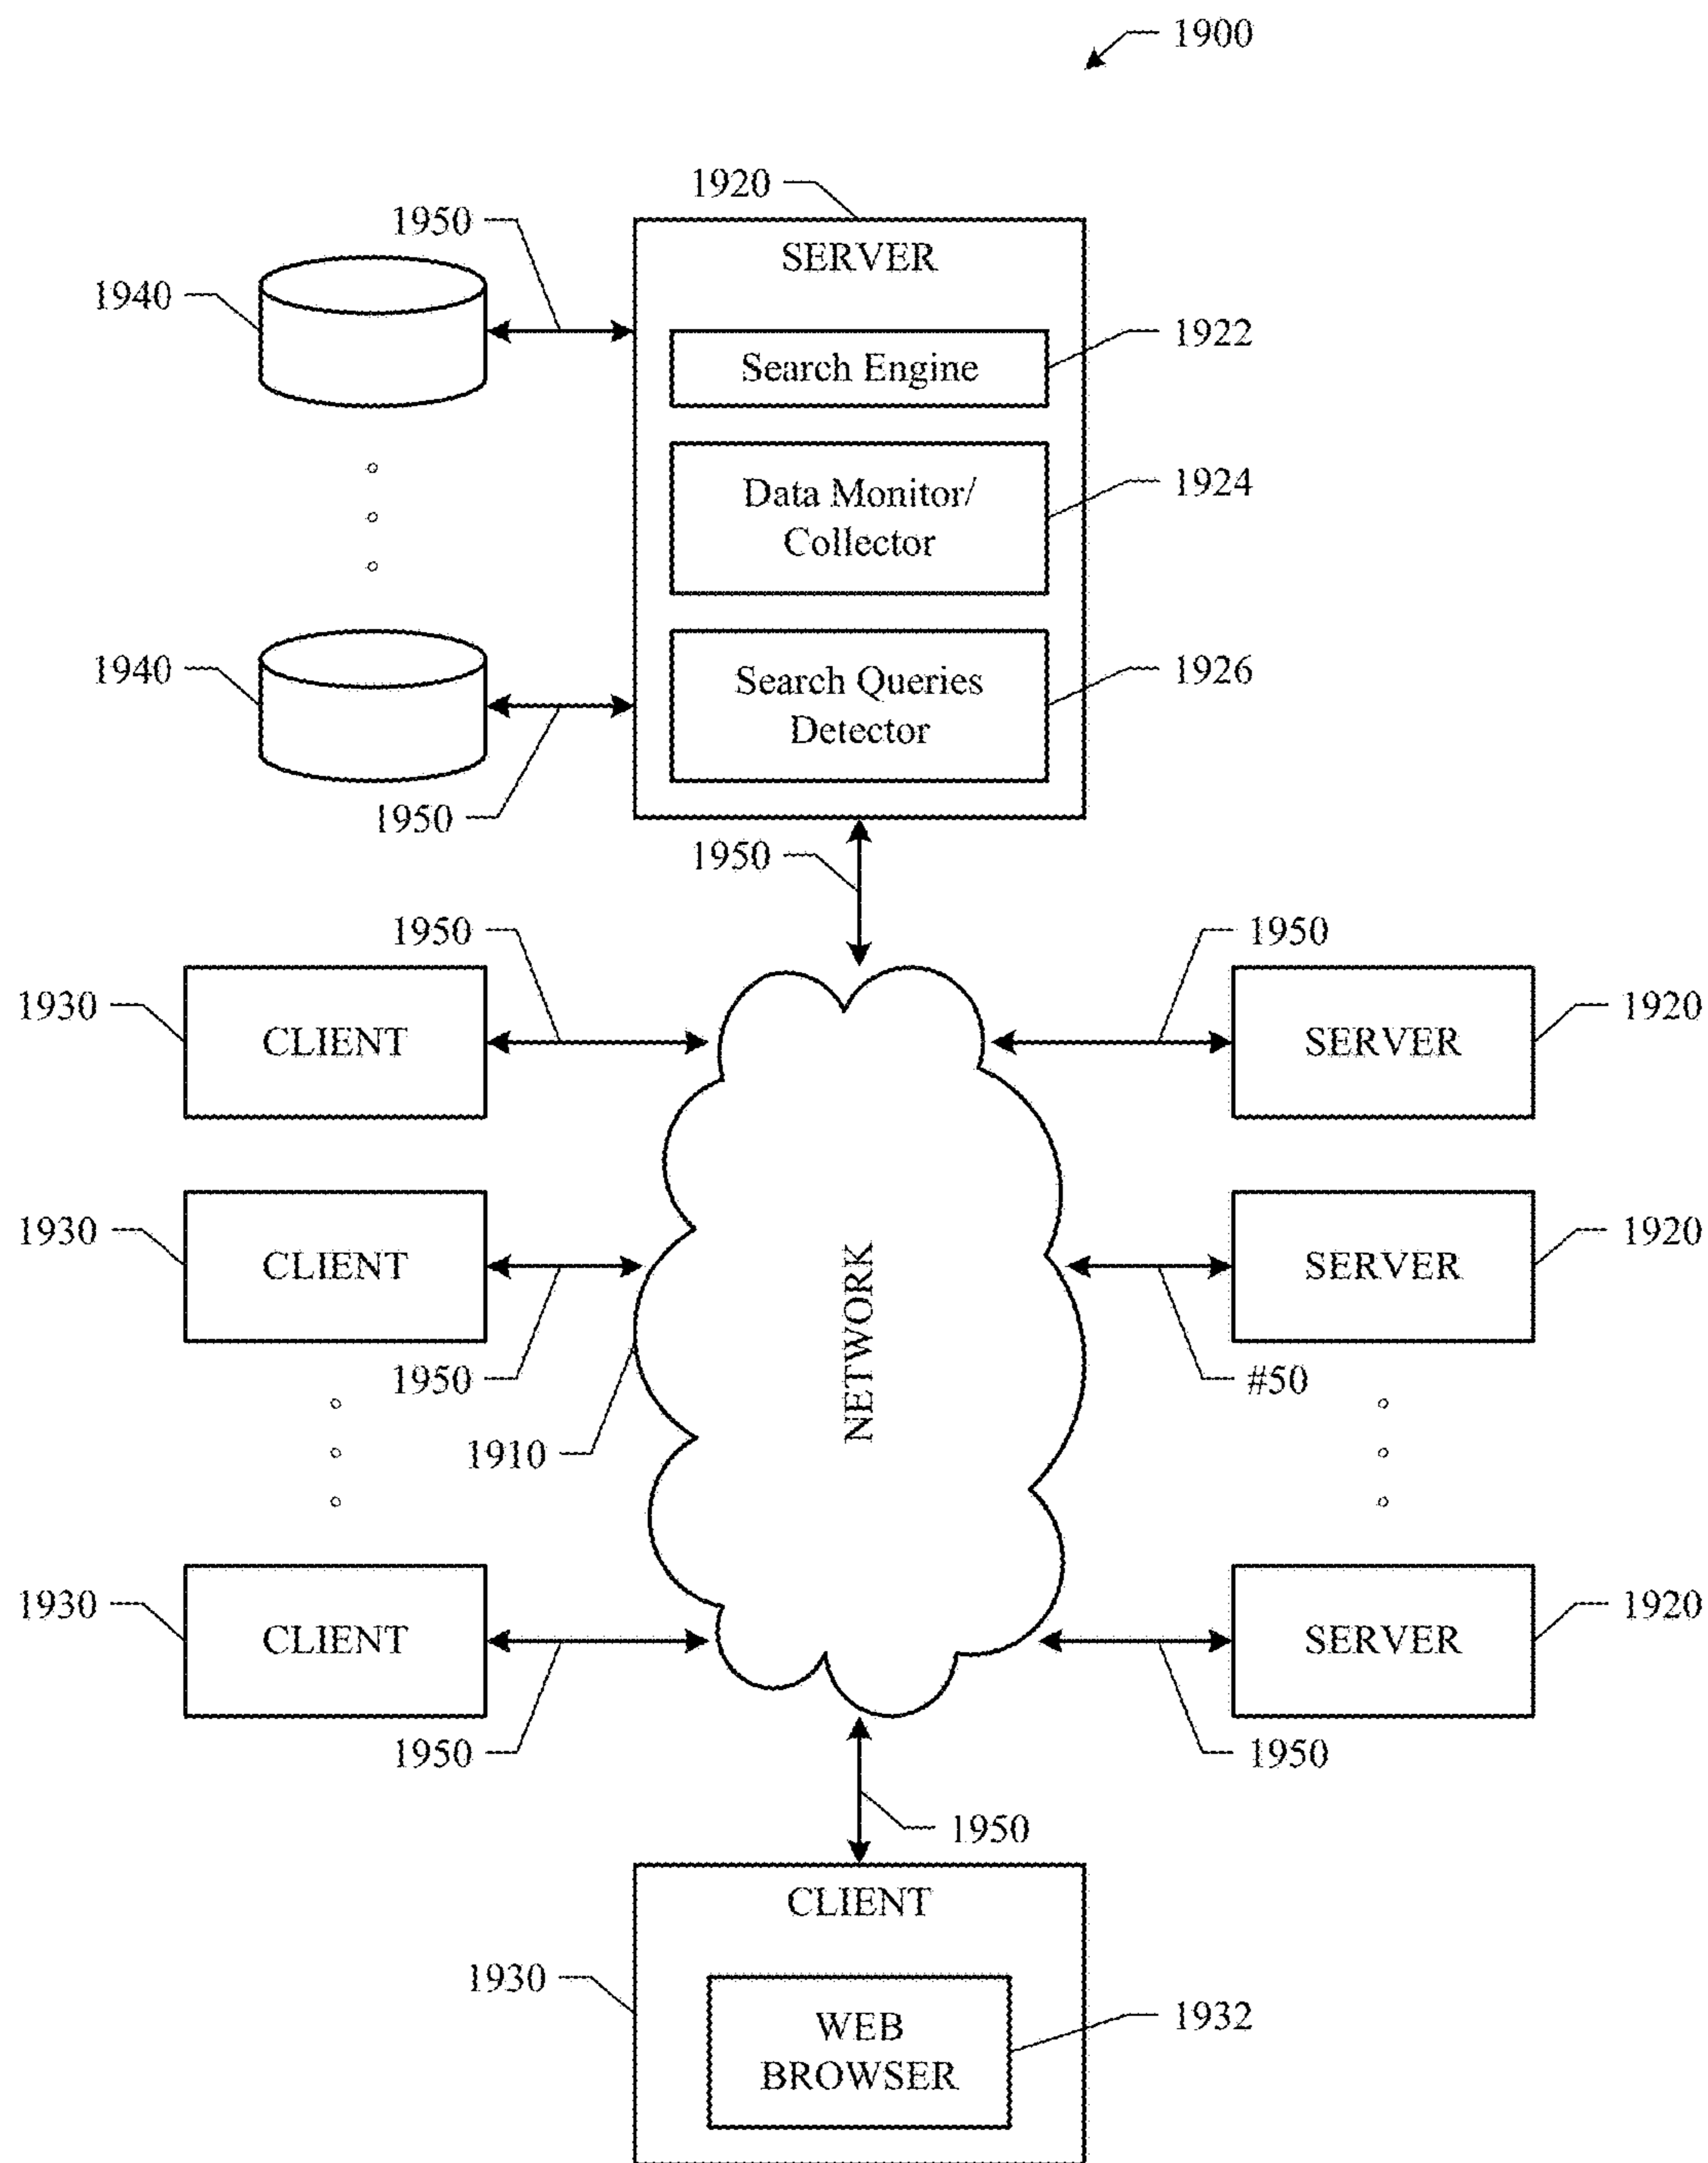 1900
1920
1950
SERVER
1940
1922
Search Engine
1924
Data Monitor/
Collector
1940
1926
Search Queries
Detector
1950
1950
1950
1950
1930
CLIENT
SERVER
1920
1930
CLIENT
SERVER
1920
NETWORK
1950
#50
1910
1930
CLIENT
SERVER
1920
1950
1950
1950
CLIENT
1930
1932
WEB
BROWSER